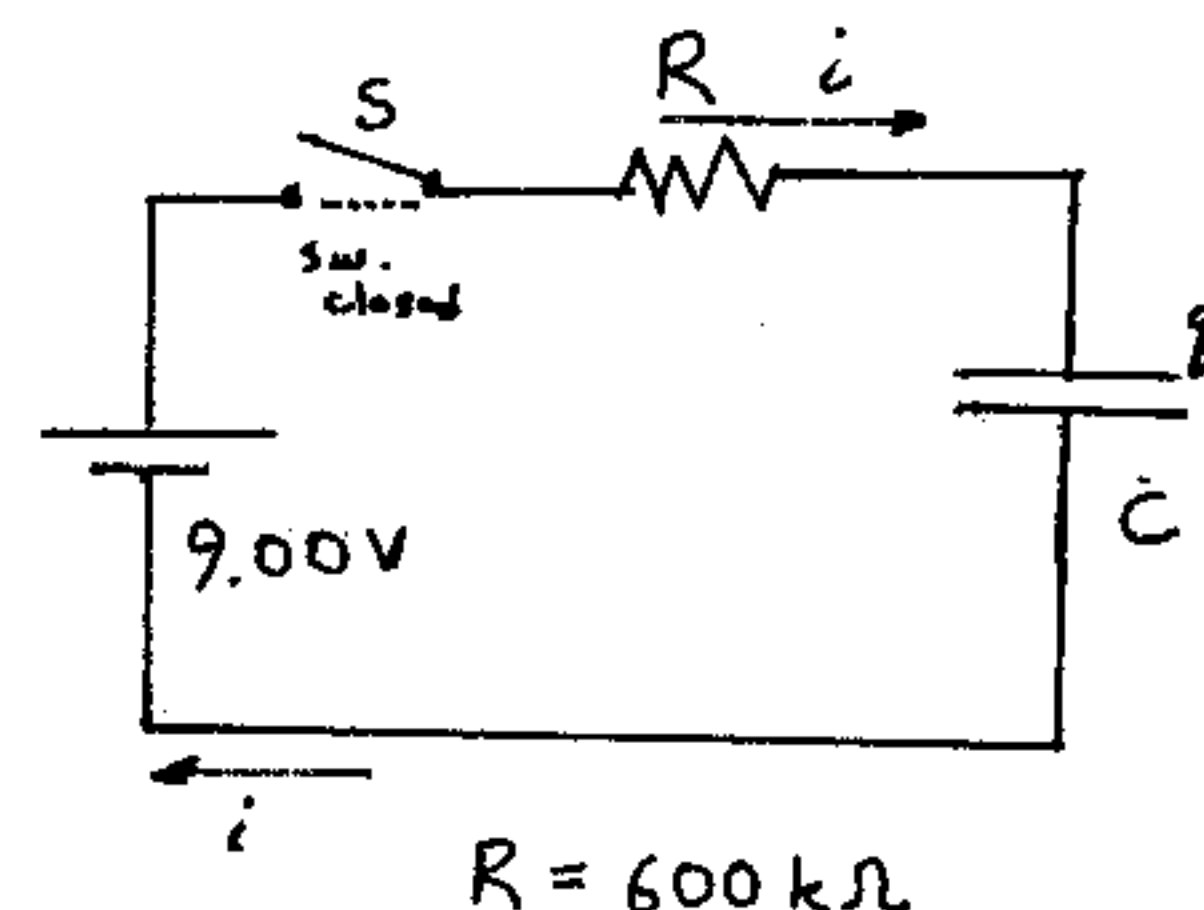 R i
S
sw.
closed
9.00V
C
i
R = 600 kΩ